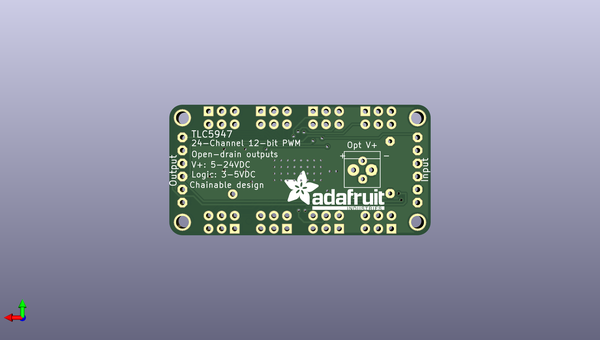 TLC5947
24-Channel 12-bit PWM
Open-drain outputs
V+: 5-24VDC
Logic: 3-5VDC
Chainable design
Output
Opt V+
+ -
Input
adafruit
INDUSTRIES